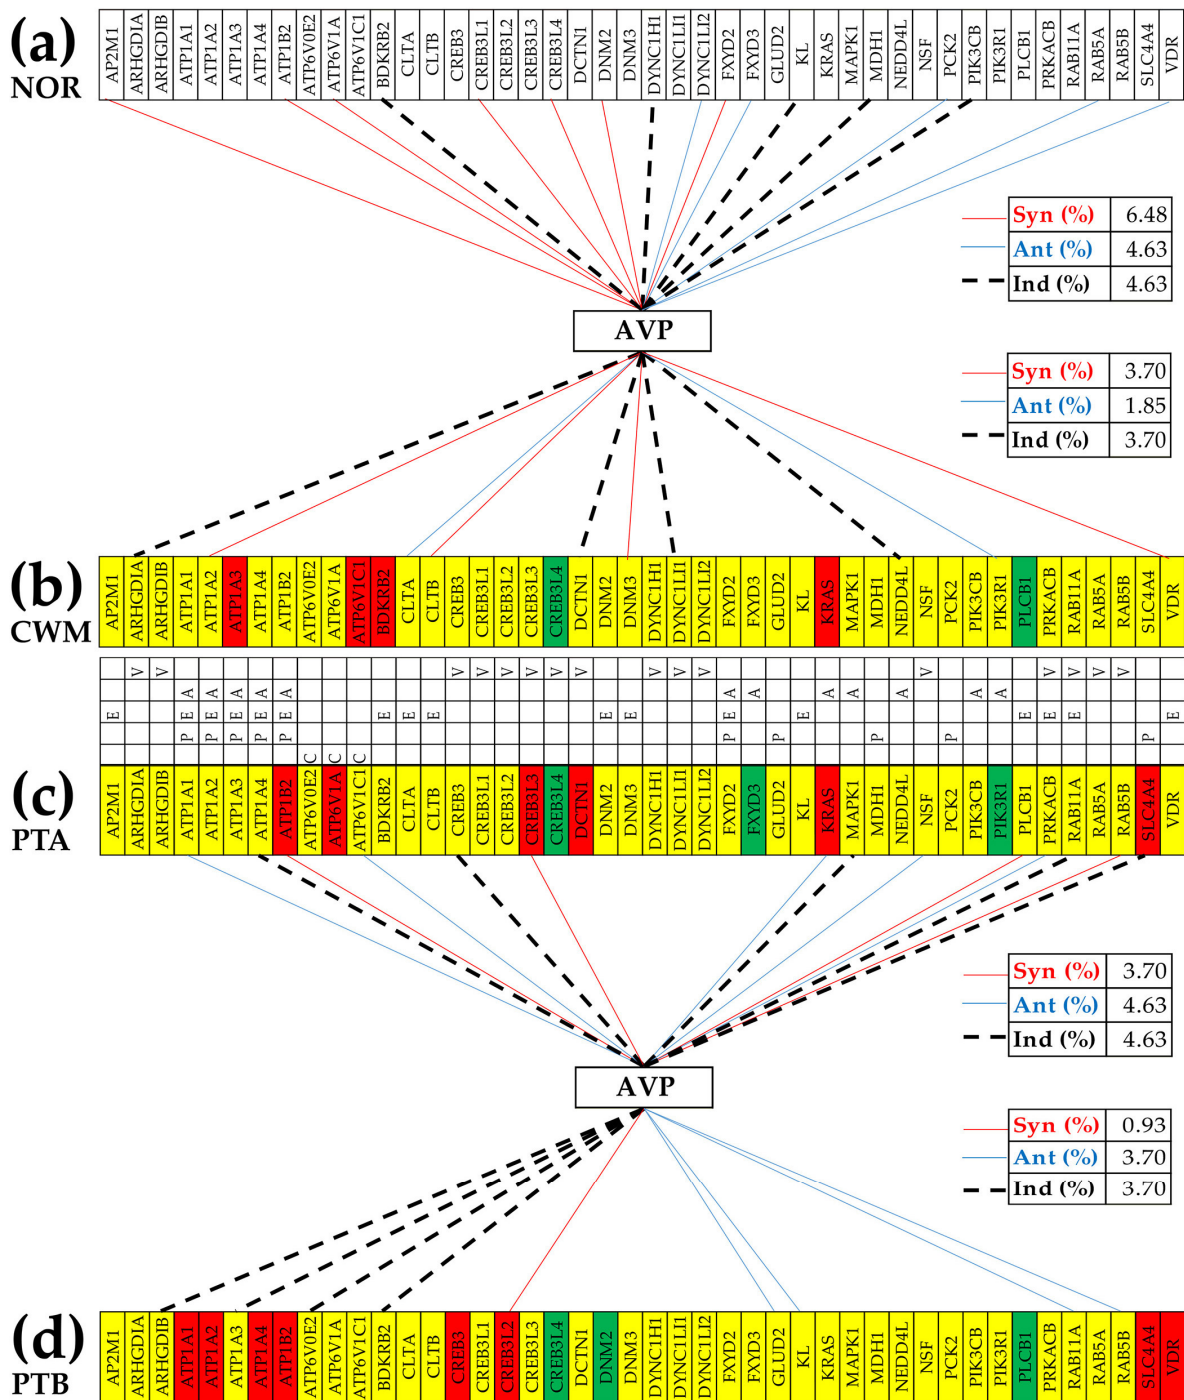 (a)
NOR
AP2M1 ARHGDIA ARHGDIB ATP1A1 ATP1A2 ATP1A3 ATP1A4 ATP1B2 ATP6V0E2 ATP6V1A ATP6V1C1 BDKRB2 CLTA CLTB CREB3 CREB3L1 CREB3L2 CREB3L3 CREB3L4 DCTN1 DNM2 DNM3 DYNC1H1 DYNC1LI1 DYNC1LI2 FXYD2 FXYD3 GLUD2 KL KRAS MAPK1 MDH1 NEDD4L NSF PCK2 PIK3CB PIK3R1 PLCB1 PRKACB RAB11A RAB5A RAB5B SLC4A4 VDR
Syn (%) 6.48
Ant (%) 4.63
Ind (%) 4.63
AVP
Syn (%) 3.70
Ant (%) 1.85
Ind (%) 3.70
(b)
CWM
AP2M1 ARHGDIA ARHGDIB ATP1A1 ATP1A2 ATP1A3 ATP1A4 ATP1B2 ATP6V0E2 ATP6V1A ATP6V1C1 BDKRB2 CLTA CLTB CREB3 CREB3L1 CREB3L2 CREB3L3 CREB3L4 DCTN1 DNM2 DNM3 DYNC1H1 DYNC1LI1 DYNC1LI2 FXYD2 FXYD3 GLUD2 KL KRAS MAPK1 MDH1 NEDD4L NSF PCK2 PIK3CB PIK3R1 PLCB1 PRKACB RAB11A RAB5A RAB5B SLC4A4 VDR
V V V V V V V V V V V V V V V V
A A A A A A A A A A A A
E E E E E E E E E E E E E E E E E
P P P P P P P P P P
C C C
(c)
PTA
AP2M1 ARHGDIA ARHGDIB ATP1A1 ATP1A2 ATP1A3 ATP1A4 ATP1B2 ATP6V0E2 ATP6V1A ATP6V1C1 BDKRB2 CLTA CLTB CREB3 CREB3L1 CREB3L2 CREB3L3 CREB3L4 DCTN1 DNM2 DNM3 DYNC1H1 DYNC1LI1 DYNC1LI2 FXYD2 FXYD3 GLUD2 KL KRAS MAPK1 MDH1 NEDD4L NSF PCK2 PIK3CB PIK3R1 PLCB1 PRKACB RAB11A RAB5A RAB5B SLC4A4 VDR
Syn (%) 3.70
Ant (%) 4.63
Ind (%) 4.63
AVP
Syn (%) 0.93
Ant (%) 3.70
Ind (%) 3.70
(d)
PTB
AP2M1 ARHGDIA ARHGDIB ATP1A1 ATP1A2 ATP1A3 ATP1A4 ATP1B2 ATP6V0E2 ATP6V1A ATP6V1C1 BDKRB2 CLTA CLTB CREB3 CREB3L1 CREB3L2 CREB3L3 CREB3L4 DCTN1 DNM2 DNM3 DYNC1H1 DYNC1LI1 DYNC1LI2 FXYD2 FXYD3 GLUD2 KL KRAS MAPK1 MDH1 NEDD4L NSF PCK2 PIK3CB PIK3R1 PLCB1 PRKACB RAB11A RAB5A RAB5B SLC4A4 VDR